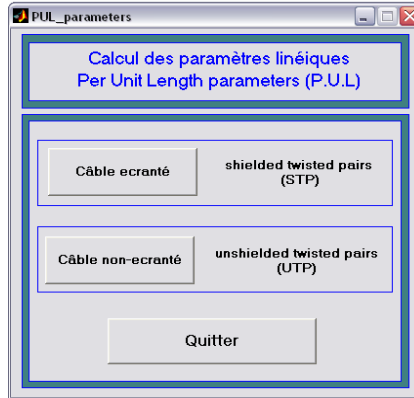 PUL_parameters
Calcul des paramètres linéiques
Per Unit Length parameters (P.U.L)
Câble ecranté
shielded twisted pairs
(STP)
Câble non-ecranté
unshielded twisted pairs
(UTP)
Quitter